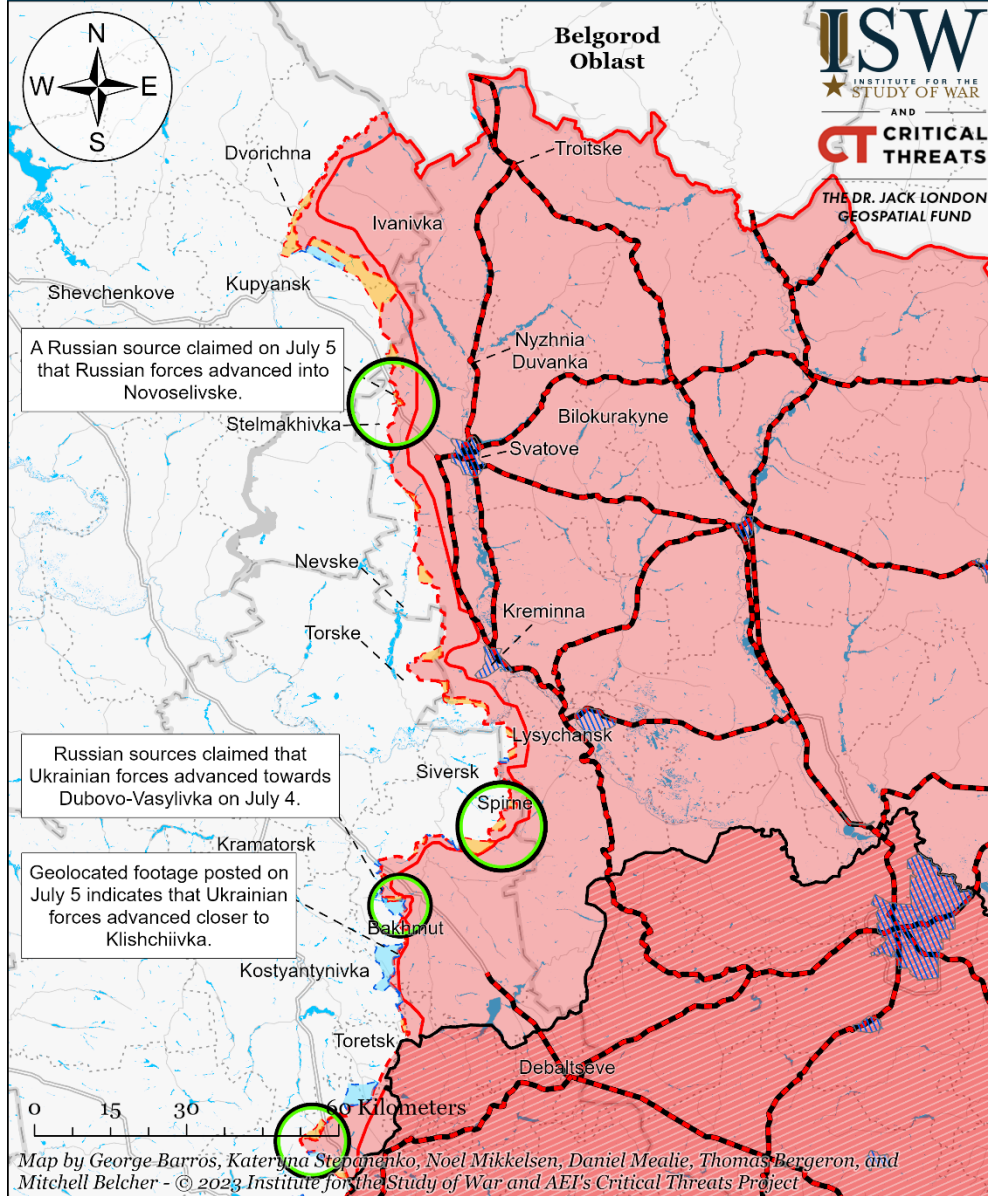 N
W
E
S
Belgorod
Oblast
ISW
INSTITUTE FOR THE
STUDY OF WAR
AND
CT CRITICAL
THREATS
THE DR. JACK LONDON
GEOSPATIAL FUND
Dvorichna
Troitske
Ivanivka
Kupyansk
Shevchenkove
A Russian source claimed on July 5
that Russian forces advanced into
Novoselivske.
Nyzhnia
Duvanka
Bilokurakyne
Stelmakhivka
Svatove
Nevske
Kreminna
Torske
Lysychansk
Russian sources claimed that
Ukrainian forces advanced towards
Dubovo-Vasylivka on July 4.
Siversk
Spirne
Kramatorsk
Geolocated footage posted on
July 5 indicates that Ukrainian
forces advanced closer to
Klishchiivka.
Bakhmut
Kostyantynivka
Toretsk
Debaltseve
0 15 30 60 Kilometers
Map by George Barros, Kateryna Stepanenko, Noel Mikkelsen, Daniel Mealie, Thomas Bergeron, and
Mitchell Belcher - © 2023 Institute for the Study of War and AEI's Critical Threats Project